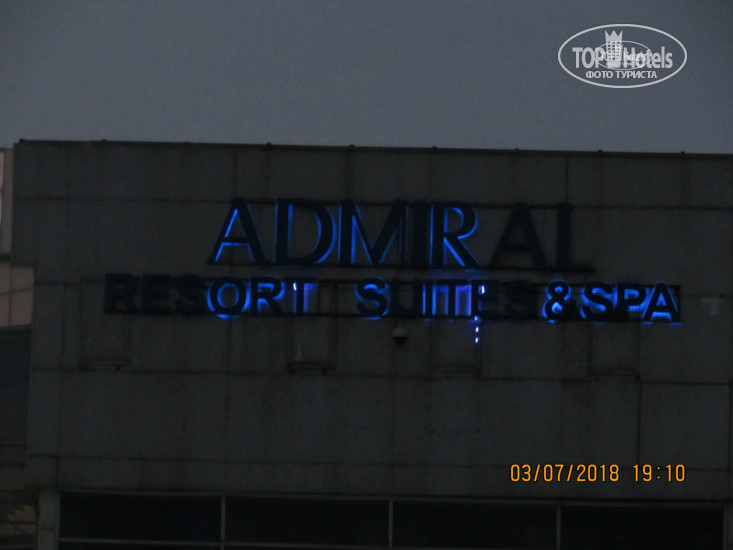 TOP Hotels
ФОТО ТУРИСТА
ADMIRAL
RESORT SUITES & SPA
03/07/2018 19:10